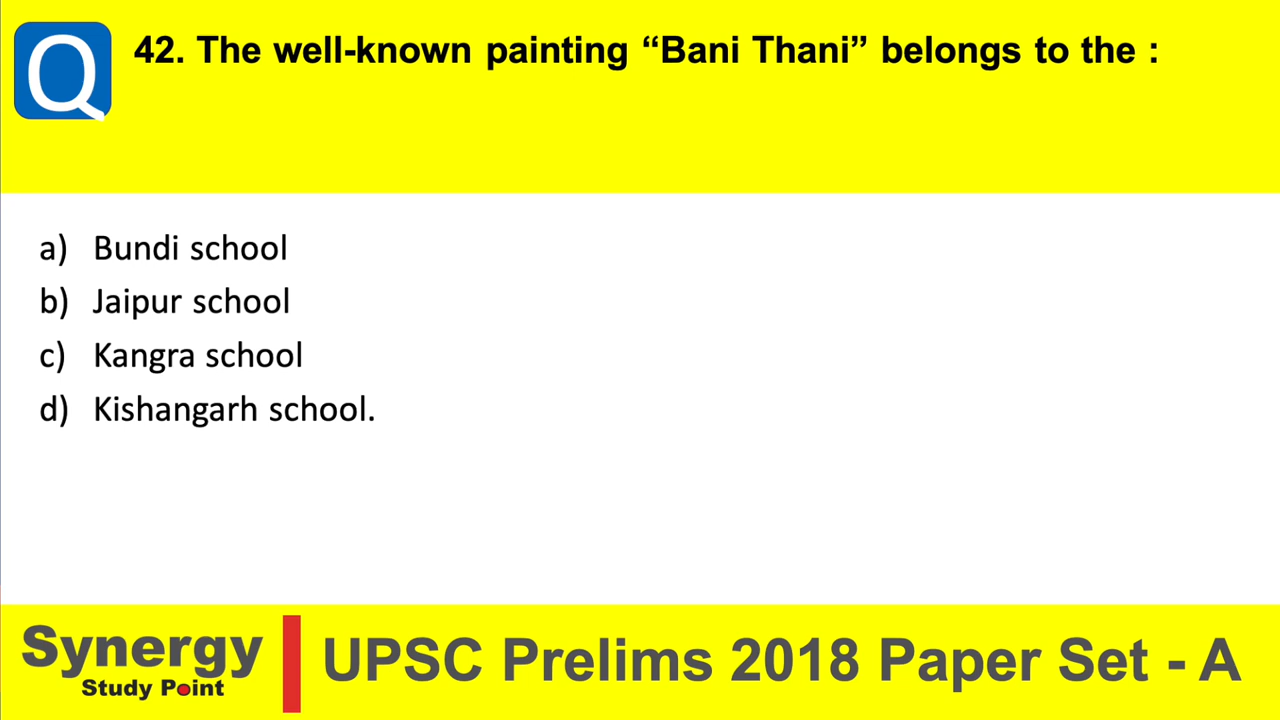 Q
42. The well-known painting “Bani Thani” belongs to the :
a) Bundi school
b) Jaipur school
c) Kangra school
d) Kishangarh school.
Synergy
Study Point
UPSC Prelims 2018 Paper Set - A